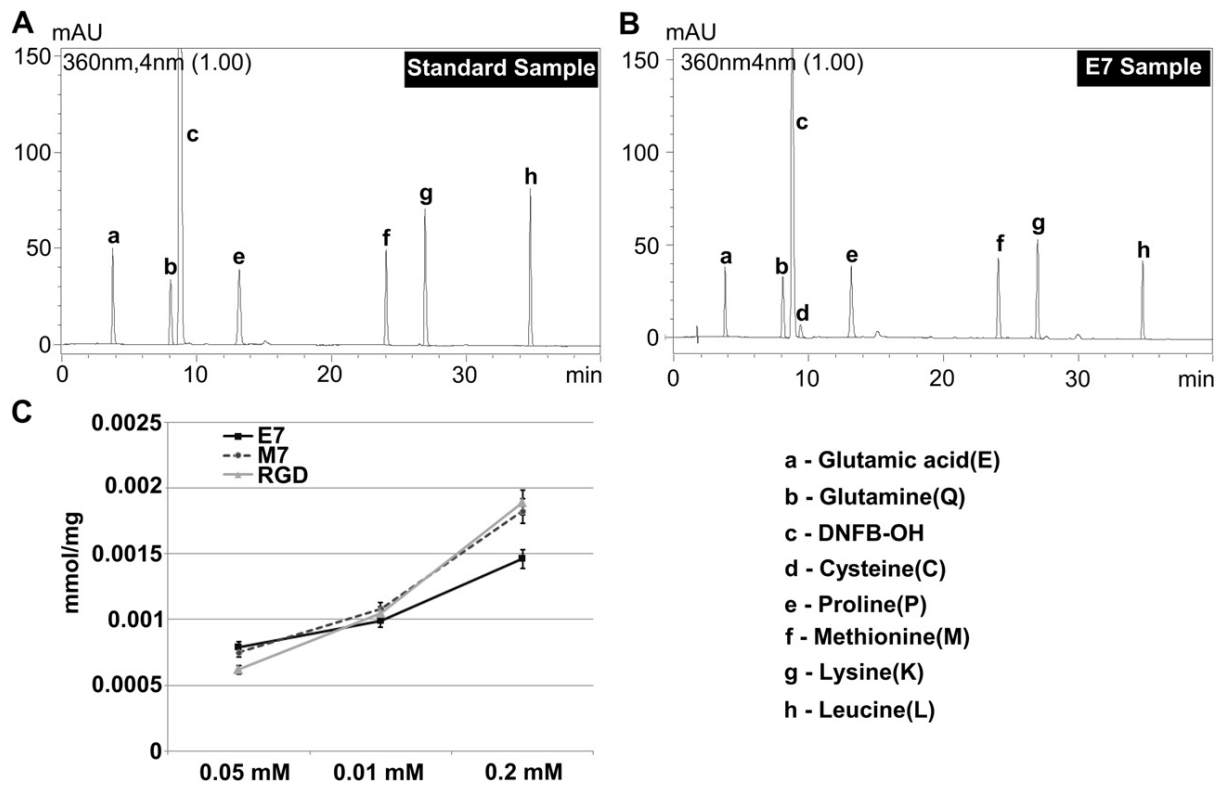 A
mAU
150
360nm,4nm (1.00)
Standard Sample
c
100
h
g
50
a
f
e
b
0
0
10
20
30
min
B
mAU
150
360nm4nm (1.00)
E7 Sample
c
100
g
50
f
a
b
e
h
d
0
0
10
20
30
min
C
0.0025
E7
M7
RGD
0.002
0.0015
mmol/mg
0.001
0.0005
0
0.05 mM
0.01 mM
0.2 mM
a - Glutamic acid(E)
b - Glutamine(Q)
c - DNFB-OH
d - Cysteine(C)
e - Proline(P)
f - Methionine(M)
g - Lysine(K)
h - Leucine(L)